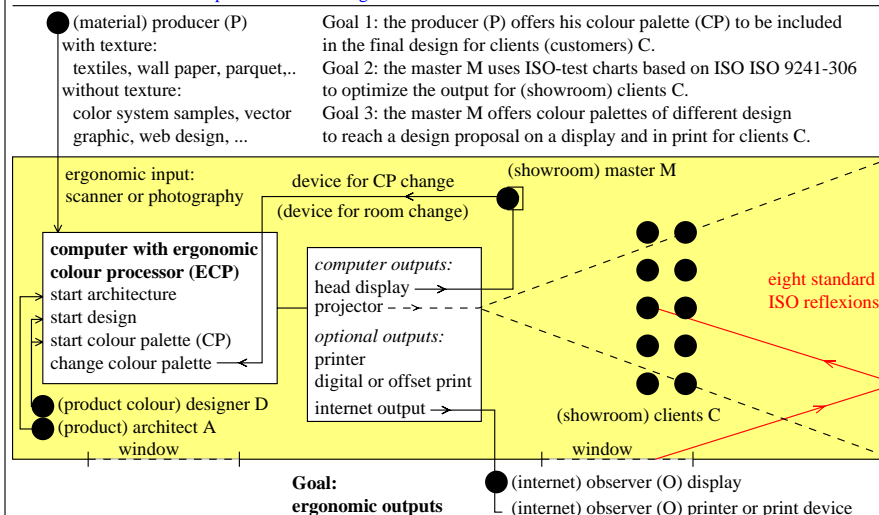 (material) producer (P)
with texture:
textiles, wall paper, parquet,..
without texture:
color system samples, vector
graphic, web design, ...
Goal 1: the producer (P) offers his colour palette (CP) to be included
in the final design for clients (customers) C.
Goal 2: the master M uses ISO-test charts based on ISO ISO 9241-306
to optimize the output for (showroom) clients C.
Goal 3: the master M offers colour palettes of different design
to reach a design proposal on a display and in print for clients C.
ergonomic input:
scanner or photography
device for CP change
(device for room change)
(showroom) master M
computer with ergonomic
colour processor (ECP)
start architecture
start design
start colour palette (CP)
change colour palette
computer outputs:
head display
projector
optional outputs:
printer
digital or offset print
internet output
eight standard
ISO reflexions
(showroom) clients C
(product colour) designer D
(product) architect A
window
window
Goal:
ergonomic outputs
(internet) observer (O) display
(internet) observer (O) printer or print device